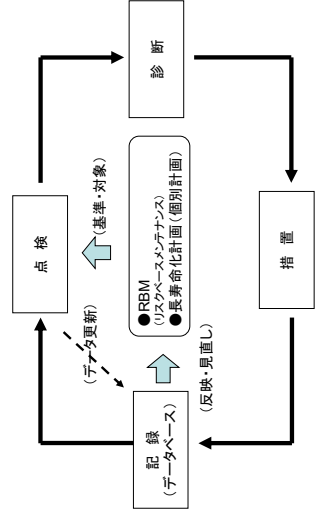 点　検
(データ更新)
(基準・対象)
診　断
記　録
(データベース)
●RBM
(リスクベースメンテナンス)
●長寿命化計画(個別計画)
(反映・見直し)
措　置